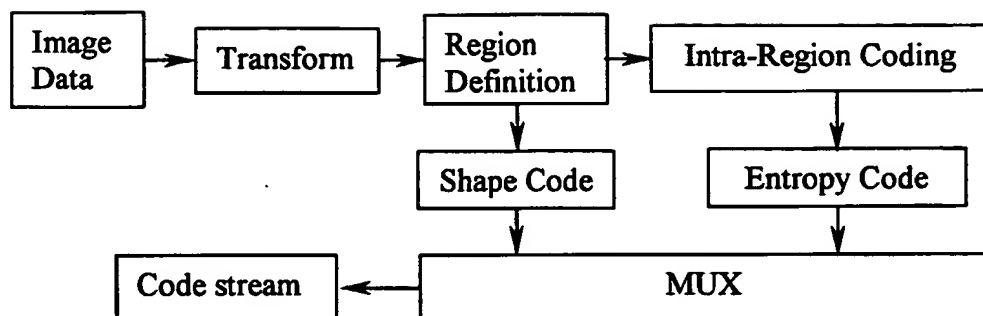 Image
Data
Transform
Region
Definition
Intra-Region Coding
Shape Code
Entropy Code
Code stream
MUX